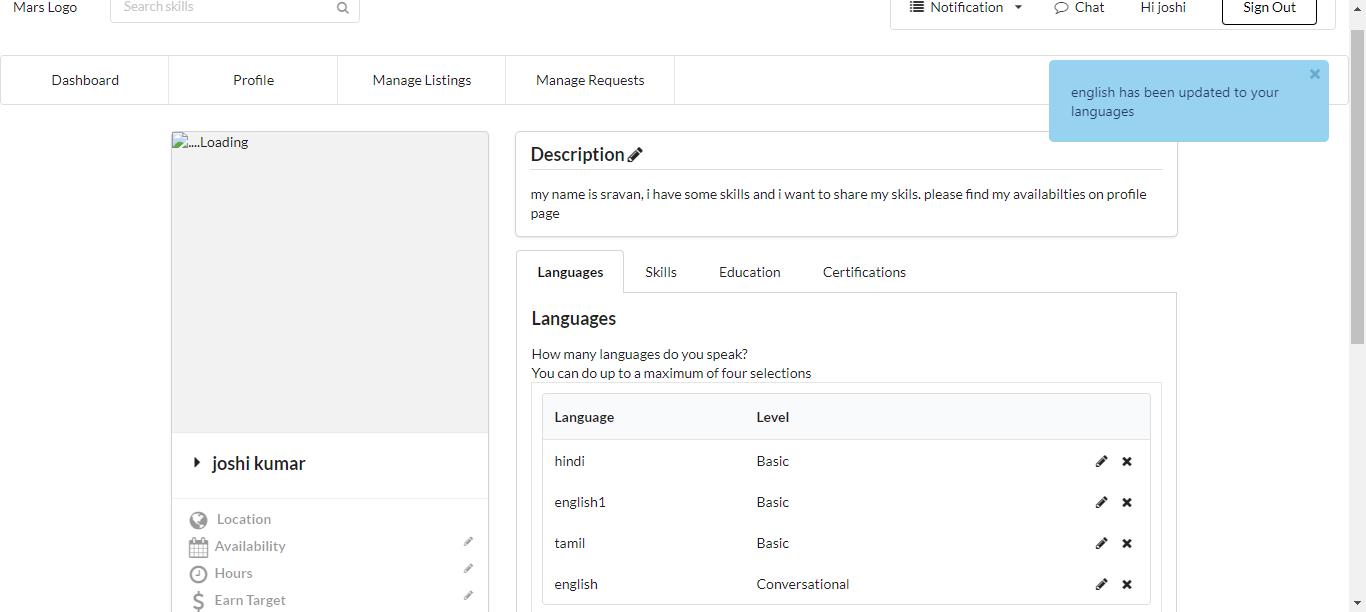 Mars Logo
Search skills
Notification
Chat
Hi joshi
Sign Out
Dashboard
Profile
Manage Listings
Manage Requests
english has been updated to your
languages
....Loading
Description
my name is sravan, i have some skills and i want to share my skils. please find my availabilties on profile
page
Languages
Skills
Education
Certifications
Languages
How many languages do you speak?
You can do up to a maximum of four selections
Language
Level
hindi
Basic
english1
Basic
tamil
Basic
english
Conversational
joshi kumar
Location
Availability
Hours
Earn Target